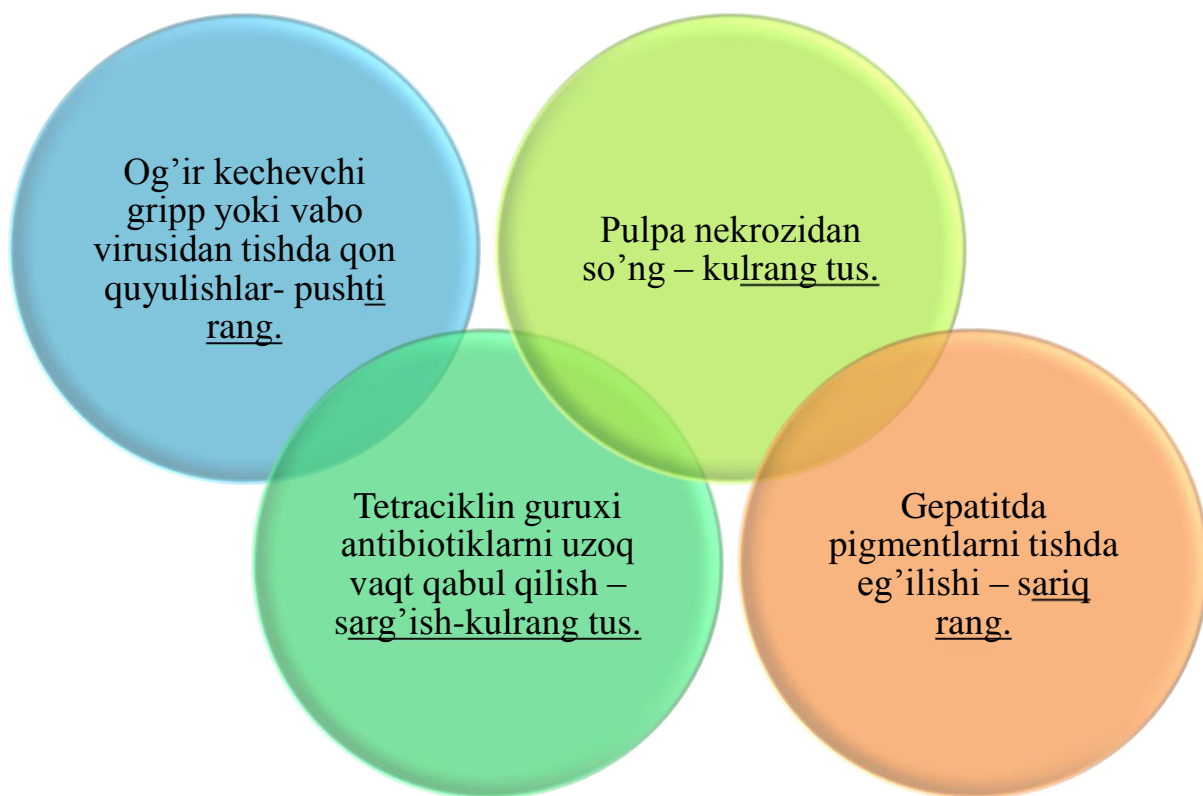 Og’ir kechevchi
gripp yoki vabo
virusidan tishda qon
quyulishlar- pushti
rang.
Pulpa nekrozidan
so’ng – kulrang tus.
Tetraciklin guruxi
antibiotiklarni uzoq
vaqt qabul qilish –
sarg’ish-kulrang tus.
Gepatitda
pigmentlarni tishda
eg’ilishi – sariq
rang.